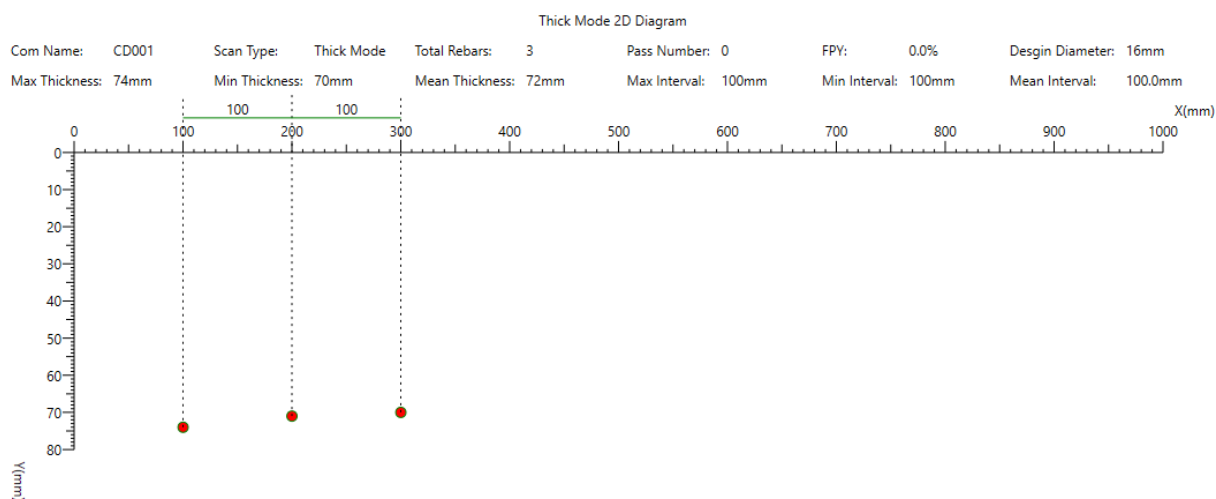 Thick Mode 2D Diagram
Com Name: CD001 Scan Type: Thick Mode Total Rebars: 3 Pass Number: 0 FPY: 0.0% Desgin Diameter: 16mm
Max Thickness: 74mm Min Thickness: 70mm Mean Thickness: 72mm Max Interval: 100mm Min Interval: 100mm Mean Interval: 100.0mm
100 100 X(mm)
0 100 200 300 400 500 600 700 800 900 1000
0
10
20
30
40
50
60
70
80
Y(mm)